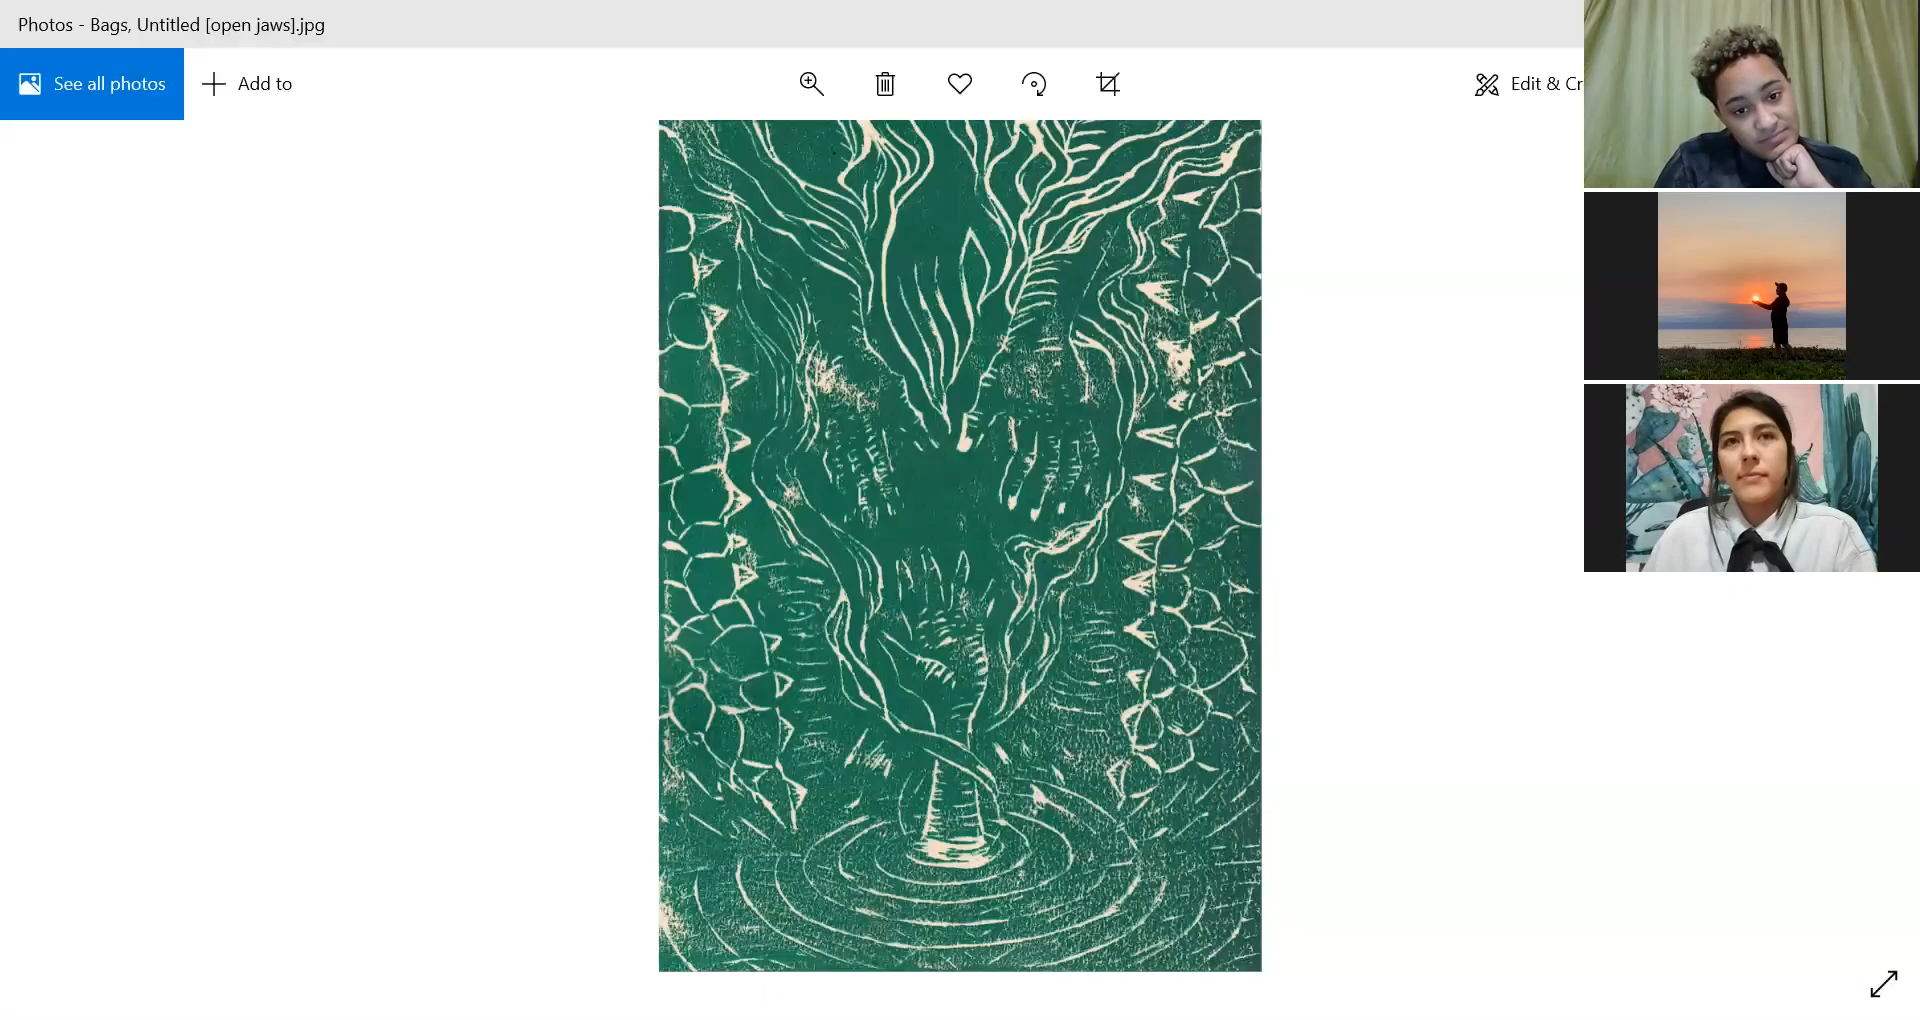 Photos - Bags, Untitled [open jaws].jpg
See all photos
Add to
Edit & Cr